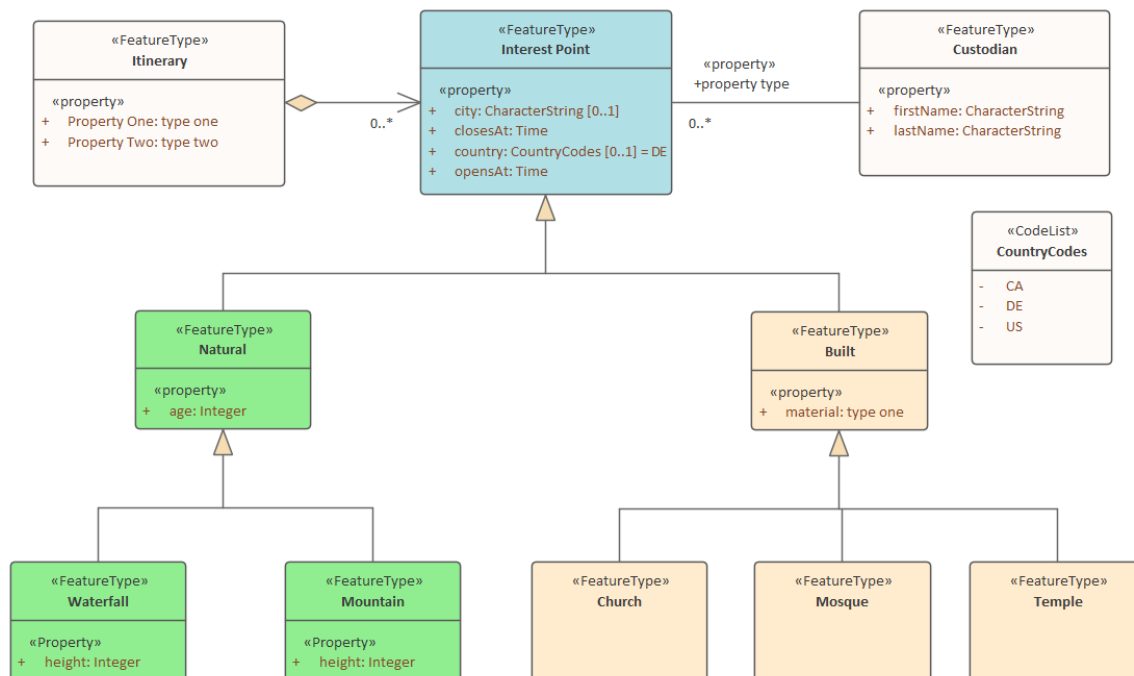 «FeatureType»
Itinerary
«property»
+ Property One: type one
+ Property Two: type two
0..*
«FeatureType»
Interest Point
«property»
+ city: CharacterString [0..1]
+ closesAt: Time
+ country: CountryCodes [0..1] = DE
+ opensAt: Time
«property»
+property type
0..*
«FeatureType»
Custodian
«property»
+ firstName: CharacterString
+ lastName: CharacterString
«CodeList»
CountryCodes
- CA
- DE
- US
«FeatureType»
Natural
«property»
+ age: Integer
«FeatureType»
Built
«property»
+ material: type one
«FeatureType»
Waterfall
«Property»
+ height: Integer
«FeatureType»
Mountain
«Property»
+ height: Integer
«FeatureType»
Church
«FeatureType»
Mosque
«FeatureType»
Temple